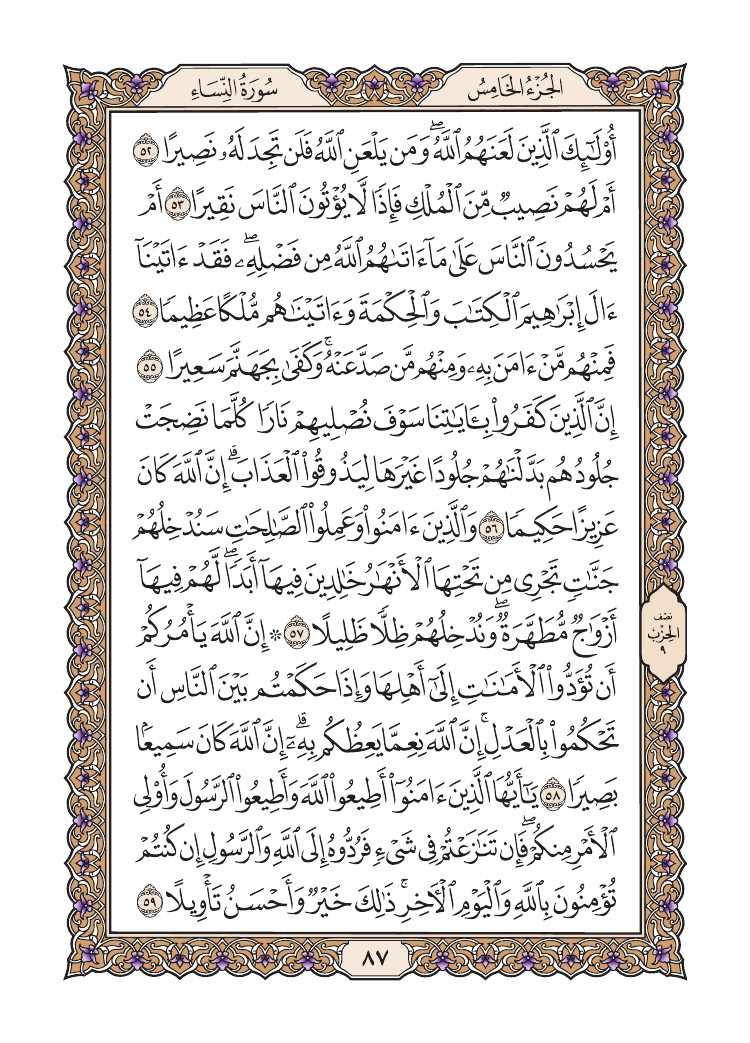 سُورَةُ النِّسَاءِ
الجُزْءُ الخَامِسُ
أُوْلَٰٓئِكَ ٱلَّذِينَ لَعَنَهُمُ ٱللَّهُۖ وَمَن يَلْعَنِ ٱللَّهُ فَلَن تَجِدَ لَهُۥ نَصِيرًا ٥٢
أَمْ لَهُمْ نَصِيبٌ مِّنَ ٱلْمُلْكِ فَإِذًا لَّا يُؤْتُونَ ٱلنَّاسَ نَقِيرًا ٥٣ أَمْ
يَحْسُدُونَ ٱلنَّاسَ عَلَىٰ مَآ ءَاتَىٰهُمُ ٱللَّهُ مِن فَضْلِهِۦۖ فَقَدْ ءَاتَيْنَآ
ءَالَ إِبْرَٰهِيمَ ٱلْكِتَٰبَ وَٱلْحِكْمَةَ وَءَاتَيْنَٰهُم مُّلْكًا عَظِيمًا ٥٤
فَمِنْهُم مَّنْ ءَامَنَ بِهِۦ وَمِنْهُم مَّن صَدَّ عَنْهُۚ وَكَفَىٰ بِجَهَنَّمَ سَعِيرًا ٥٥
إِنَّ ٱلَّذِينَ كَفَرُواْ بِـَٔايَٰتِنَا سَوْفَ نُصْلِيهِمْ نَارًا كُلَّمَا نَضِجَتْ
جُلُودُهُم بَدَّلْنَٰهُمْ جُلُودًا غَيْرَهَا لِيَذُوقُواْ ٱلْعَذَابَۗ إِنَّ ٱللَّهَ كَانَ
عَزِيزًا حَكِيمًا ٥٦ وَٱلَّذِينَ ءَامَنُواْ وَعَمِلُواْ ٱلصَّٰلِحَٰتِ سَنُدْخِلُهُمْ
جَنَّٰتٍ تَجْرِى مِن تَحْتِهَا ٱلْأَنْهَٰرُ خَٰلِدِينَ فِيهَآ أَبَدًاۖ لَّهُمْ فِيهَآ
أَزْوَٰجٌ مُّطَهَّرَةٌۖ وَنُدْخِلُهُمْ ظِلًّا ظَلِيلًا ٥٧ ۞ إِنَّ ٱللَّهَ يَأْمُرُكُمْ
أَن تُؤَدُّواْ ٱلْأَمَٰنَٰتِ إِلَىٰٓ أَهْلِهَا وَإِذَا حَكَمْتُم بَيْنَ ٱلنَّاسِ أَن
تَحْكُمُواْ بِٱلْعَدْلِۚ إِنَّ ٱللَّهَ نِعِمَّا يَعِظُكُم بِهِۦٓۗ إِنَّ ٱللَّهَ كَانَ سَمِيعًۢا
بَصِيرًا ٥٨ يَٰٓأَيُّهَا ٱلَّذِينَ ءَامَنُوٓاْ أَطِيعُواْ ٱللَّهَ وَأَطِيعُواْ ٱلرَّسُولَ وَأُوْلِى
ٱلْأَمْرِ مِنكُمْۖ فَإِن تَنَٰزَعْتُمْ فِى شَىْءٍ فَرُدُّوهُ إِلَى ٱللَّهِ وَٱلرَّسُولِ إِن كُنتُمْ
تُؤْمِنُونَ بِٱللَّهِ وَٱلْيَوْمِ ٱلْأَخِرِۚ ذَٰلِكَ خَيْرٌ وَأَحْسَنُ تَأْوِيلًا ٥٩
نصف
الحزب
٩
٨٧